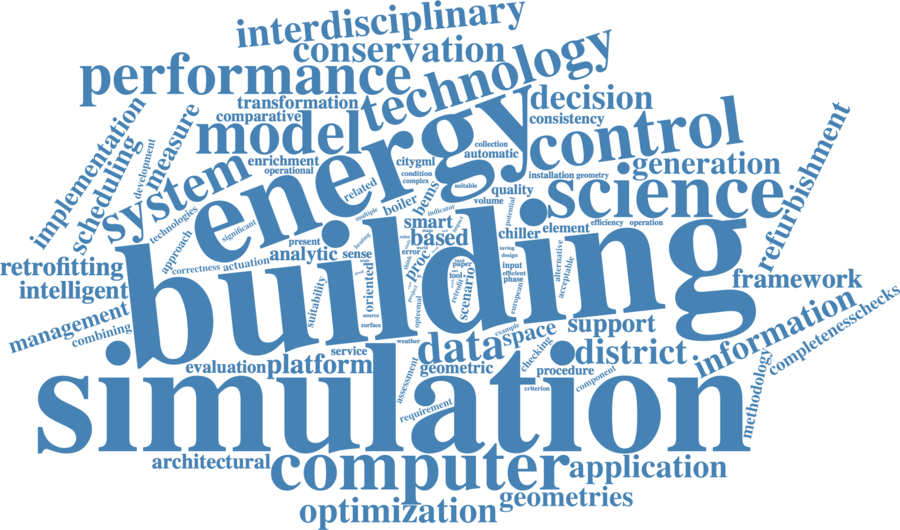 interdisciplinary
conservation
performance
technology
transformation
comparative
decision
consistency
implementation
measure
development
scheduling
model
energy
control
collection
automatic
enrichment
operational
citygml
condition
complex
installation
geometry
generation
system
related
boiler
bems
suitable
quality
volume
science
refurbishment
technologies
significant
multiple
indicator
potential
approach
smart
based
chiller
element
efficiency
operation
building
present
analytic
sense
heating
error
proc
impact
saving
design
alternative
acceptable
retrofitting
correctness
actuation
intelligent
suitability
oriented
paper
tool
retrofit
scenario
input
efficient
phase
european
framework
source
surface
optcemal
management
combining
weather
example
space
support
information
completenesschecks
service
evaluation
platform
data
geometric
checking
district
procedure
methodology
simulation
assessment
requirement
criterion
component
architectural
computer
application
optimization
geometries